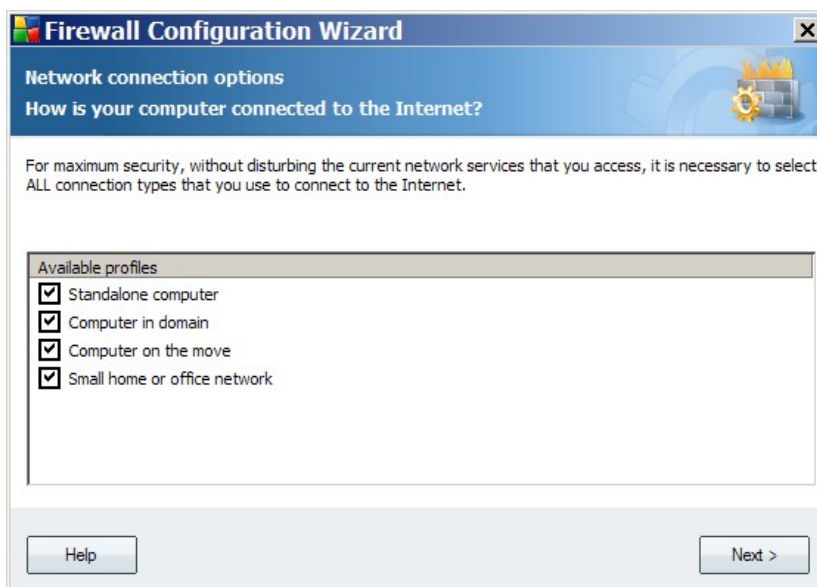 Firewall Configuration Wizard
Network connection options
How is your computer connected to the Internet?
For maximum security, without disturbing the current network services that you access, it is necessary to select
ALL connection types that you use to connect to the Internet.
Available profiles
Standalone computer
Computer in domain
Computer on the move
Small home or office network
Help
Next >